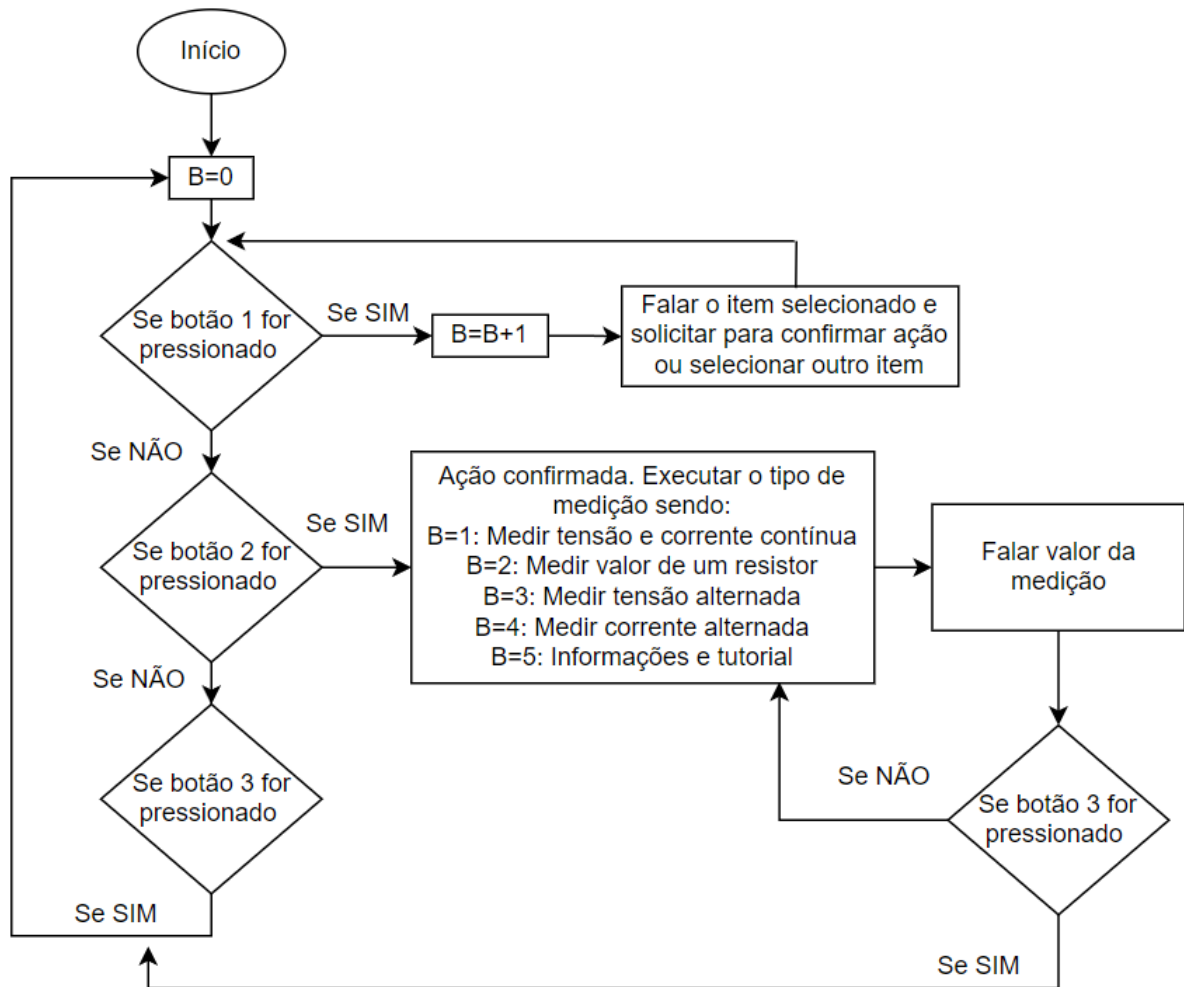 Início
B=0
Se botão 1 for
pressionado
Se SIM
B=B+1
Falar o item selecionado e
solicitar para confirmar ação
ou selecionar outro item
Se NÃO
Se botão 2 for
pressionado
Se SIM
Ação confirmada. Executar o tipo de
medição sendo:
B=1: Medir tensão e corrente contínua
B=2: Medir valor de um resistor
B=3: Medir tensão alternada
B=4: Medir corrente alternada
B=5: Informações e tutorial
Falar valor da
medição
Se NÃO
Se botão 3 for
pressionado
Se SIM
Se NÃO
Se botão 3 for
pressionado
Se SIM